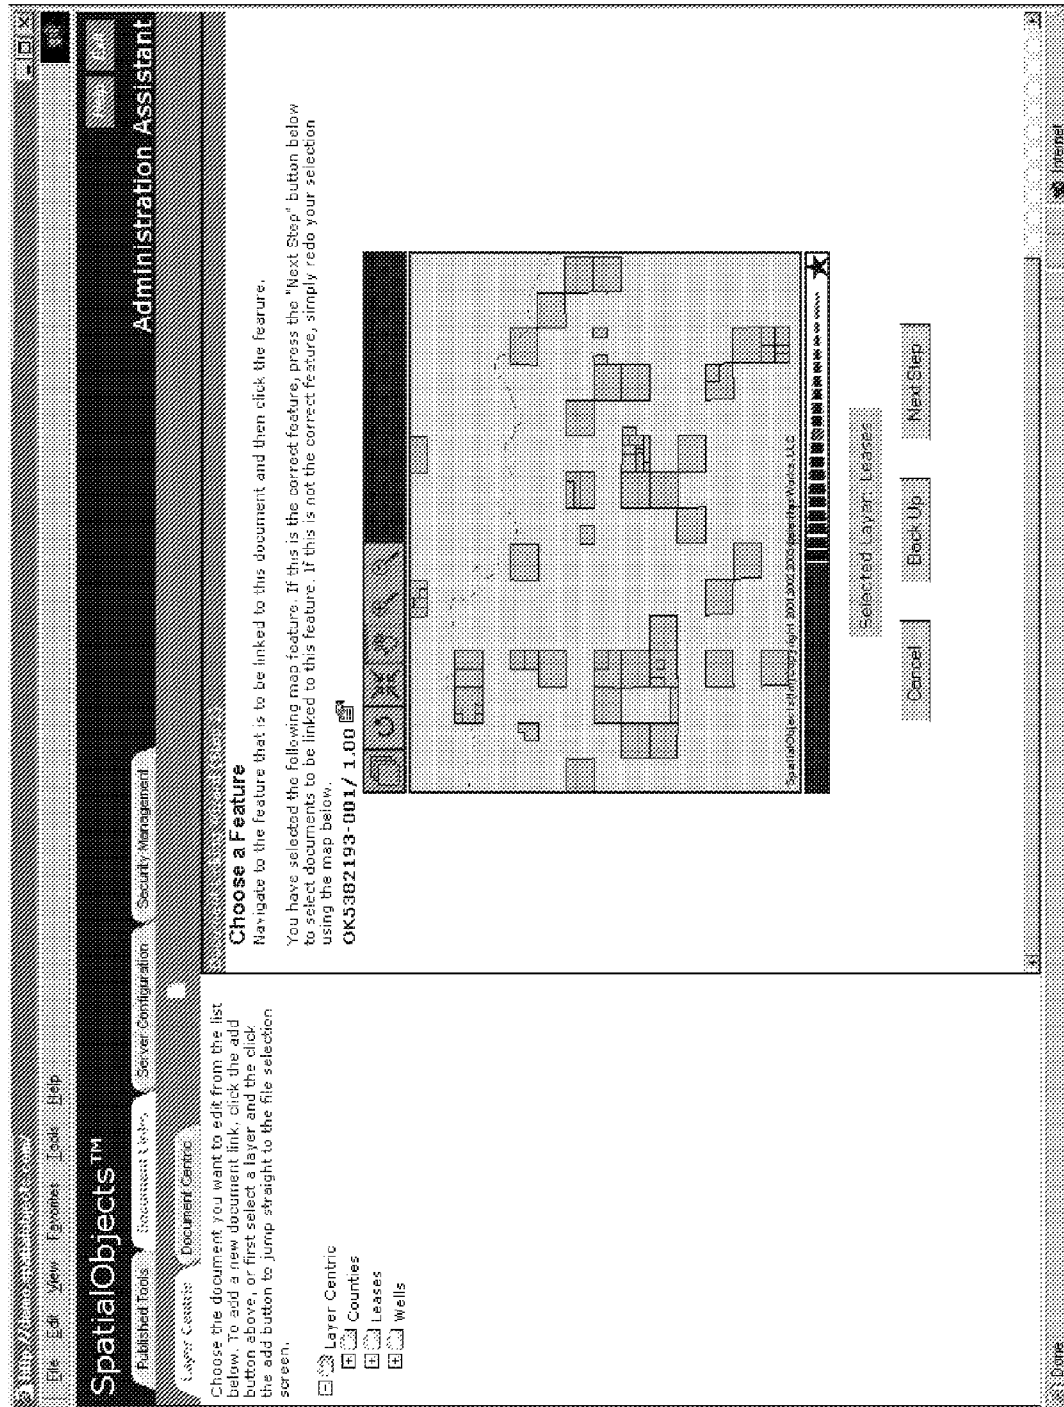 File Edit View Favorites Tools Help
SpatialObjects™
Help Exit
Published Tools Document Links Server Configuration Security Management
Administration Assistant
Layer Centric Document Centric
Choose the document you want to edit from the list
below. To add a new document link, click the add
button above, or first select a layer and the click
the add button to jump straight to the file selection
screen.
Layer Centric
Counties
Leases
Wells
Choose a Feature
Navigate to the feature that is to be linked to this document and then click the fearure.
You have selected the following map feature. If this is the correct feature, press the "Next Step" button below
to select documents to be linked to this feature. If this is not the correct feature, simply redo your selection
using the map below.
OK5382193-001/ 1.00
Selected Layer: Leases
Cancel Back Up Next Step
Done
Internet